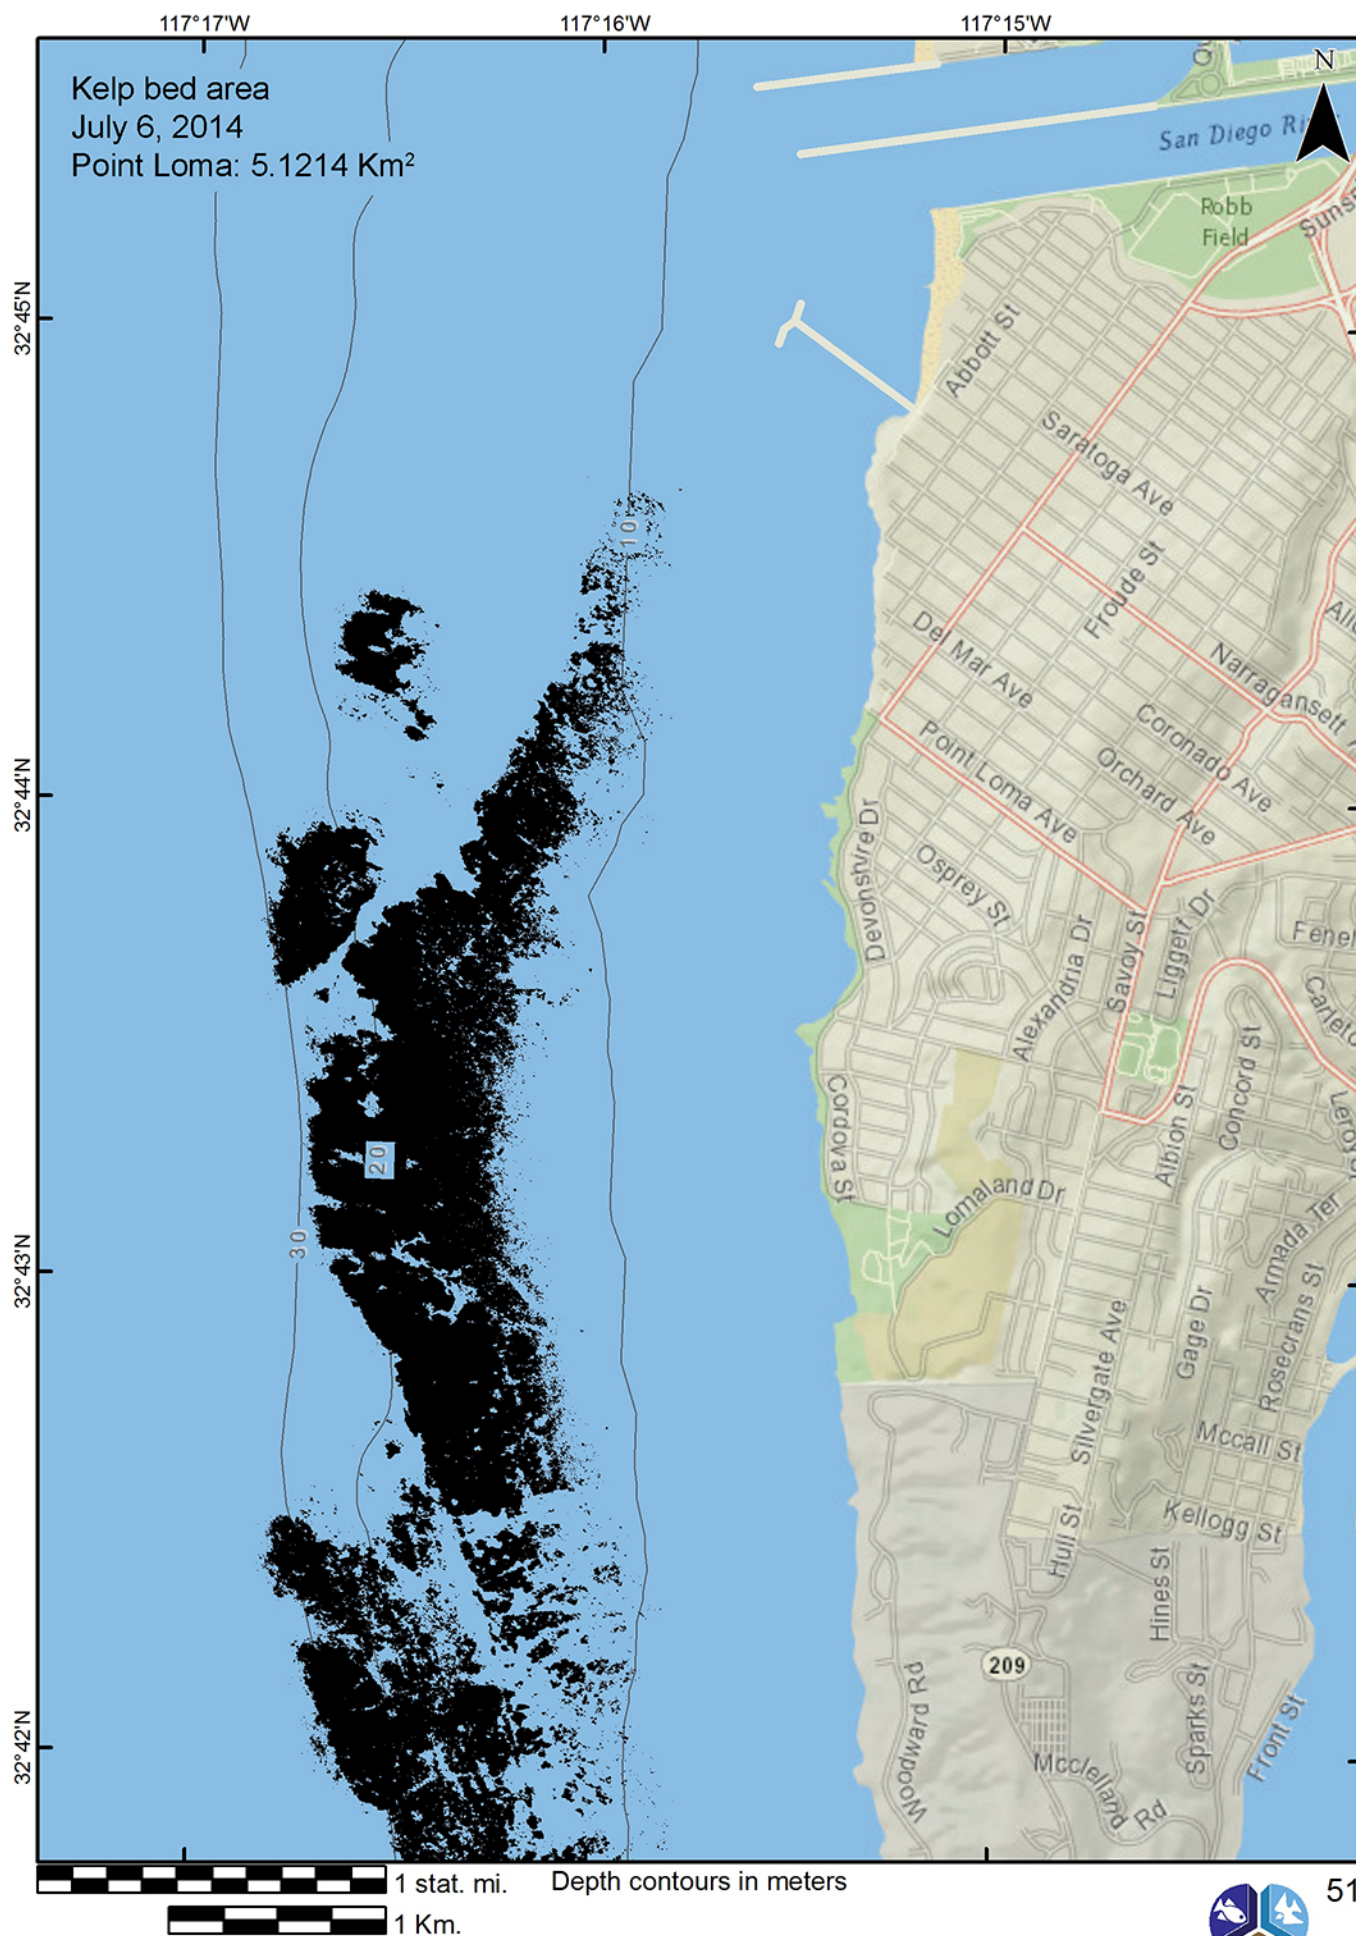 117°17'W
117°16'W
117°15'W
N
Kelp bed area
July 6, 2014
Point Loma: 5.1214 Km²
San Diego
Robb
Field
32°45'N
Abbott St
Saratoga Ave
10
Froude St
Del Mar Ave
Narragansett
Coronado Ave
Point Loma Ave
Orchard Ave
32°44'N
Devonshire Dr
Osprey St
Alexandria Dr
Savoy St
Liggett Dr
Concord St
Cordova St
Albion St
20
Lomaland Dr
30
Armada Ter
32°43'N
Gage Dr
Rosecrans St
Silvergate Ave
Mccall St
Kellogg St
Hull St
Hines St
209
Woodward Rd
Sparks St
Front St
32°42'N
Mcclelland Rd
1 stat. mi.
Depth contours in meters
51
1 Km.